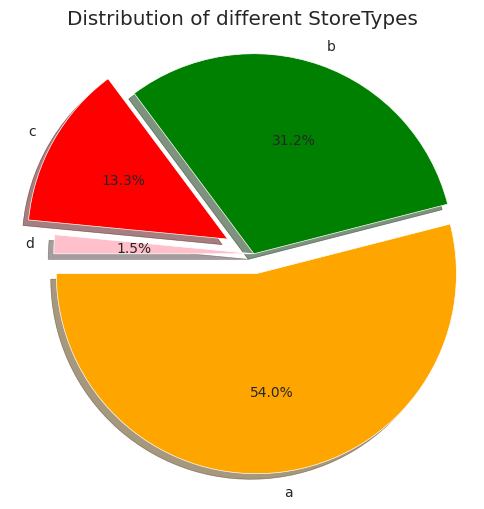 Distribution of different StoreTypes
b
31.2%
c
13.3%
d
1.5%
54.0%
a